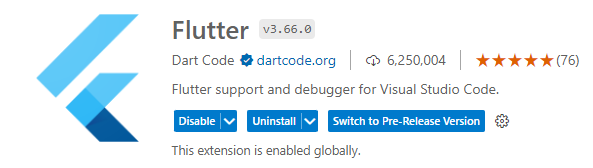 Flutter v3.66.0
Dart Code dartcode.org 6,250,004 (76)
Flutter support and debugger for Visual Studio Code.
Disable Uninstall Switch to Pre-Release Version
This extension is enabled globally.